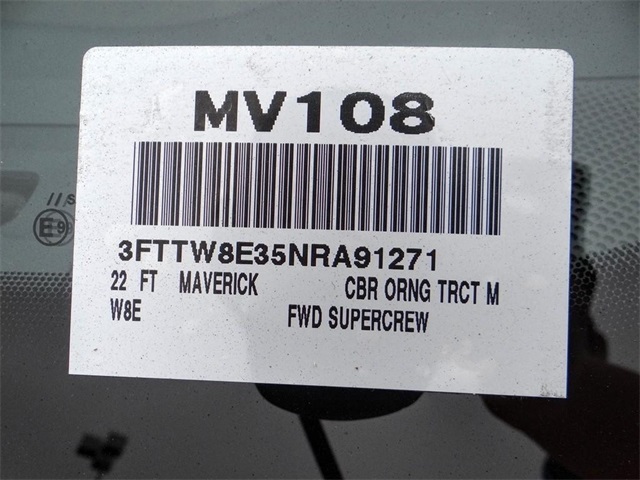 MV108
3FTTW8E35NRA91271
22 FT MAVERICK CBR ORNG TRCT M
W8E FWD SUPERCREW